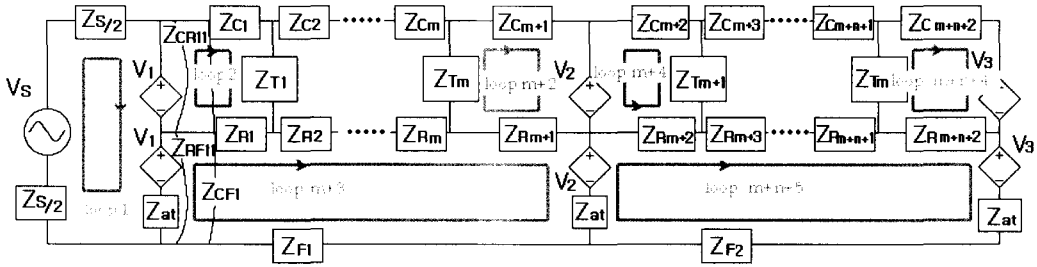 Zs/2 ZCR11 ZC1 ZC2 ZCm ZCm+1 ZCm+2 ZCm+3 ZCm+n+1 ZCm+n+2
V1 loop2 ZT1 ZTm loop m+2 V2 loop m+4 ZTm+1 ZTm V3
Vs
V1 ZR1 ZR2 ZRm ZRm+1 ZRm+2 ZRm+3 ZRm+n+1 ZRm+n+2
ZRF11 V3
loop m+3 V2 loop m+n+5
Zs/2 loop 1 Zat ZCF1 Zat Zat
ZF1 ZF2